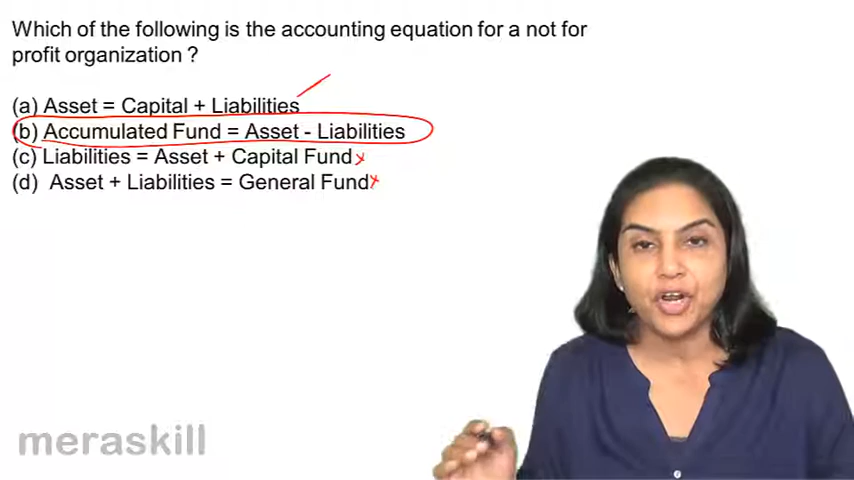 Which of the following is the accounting equation for a not for
profit organization ?
(a) Asset = Capital + Liabilities
(b) Accumulated Fund = Asset - Liabilities
(c) Liabilities = Asset + Capital Fund
(d) Asset + Liabilities = General Fund
meraskill